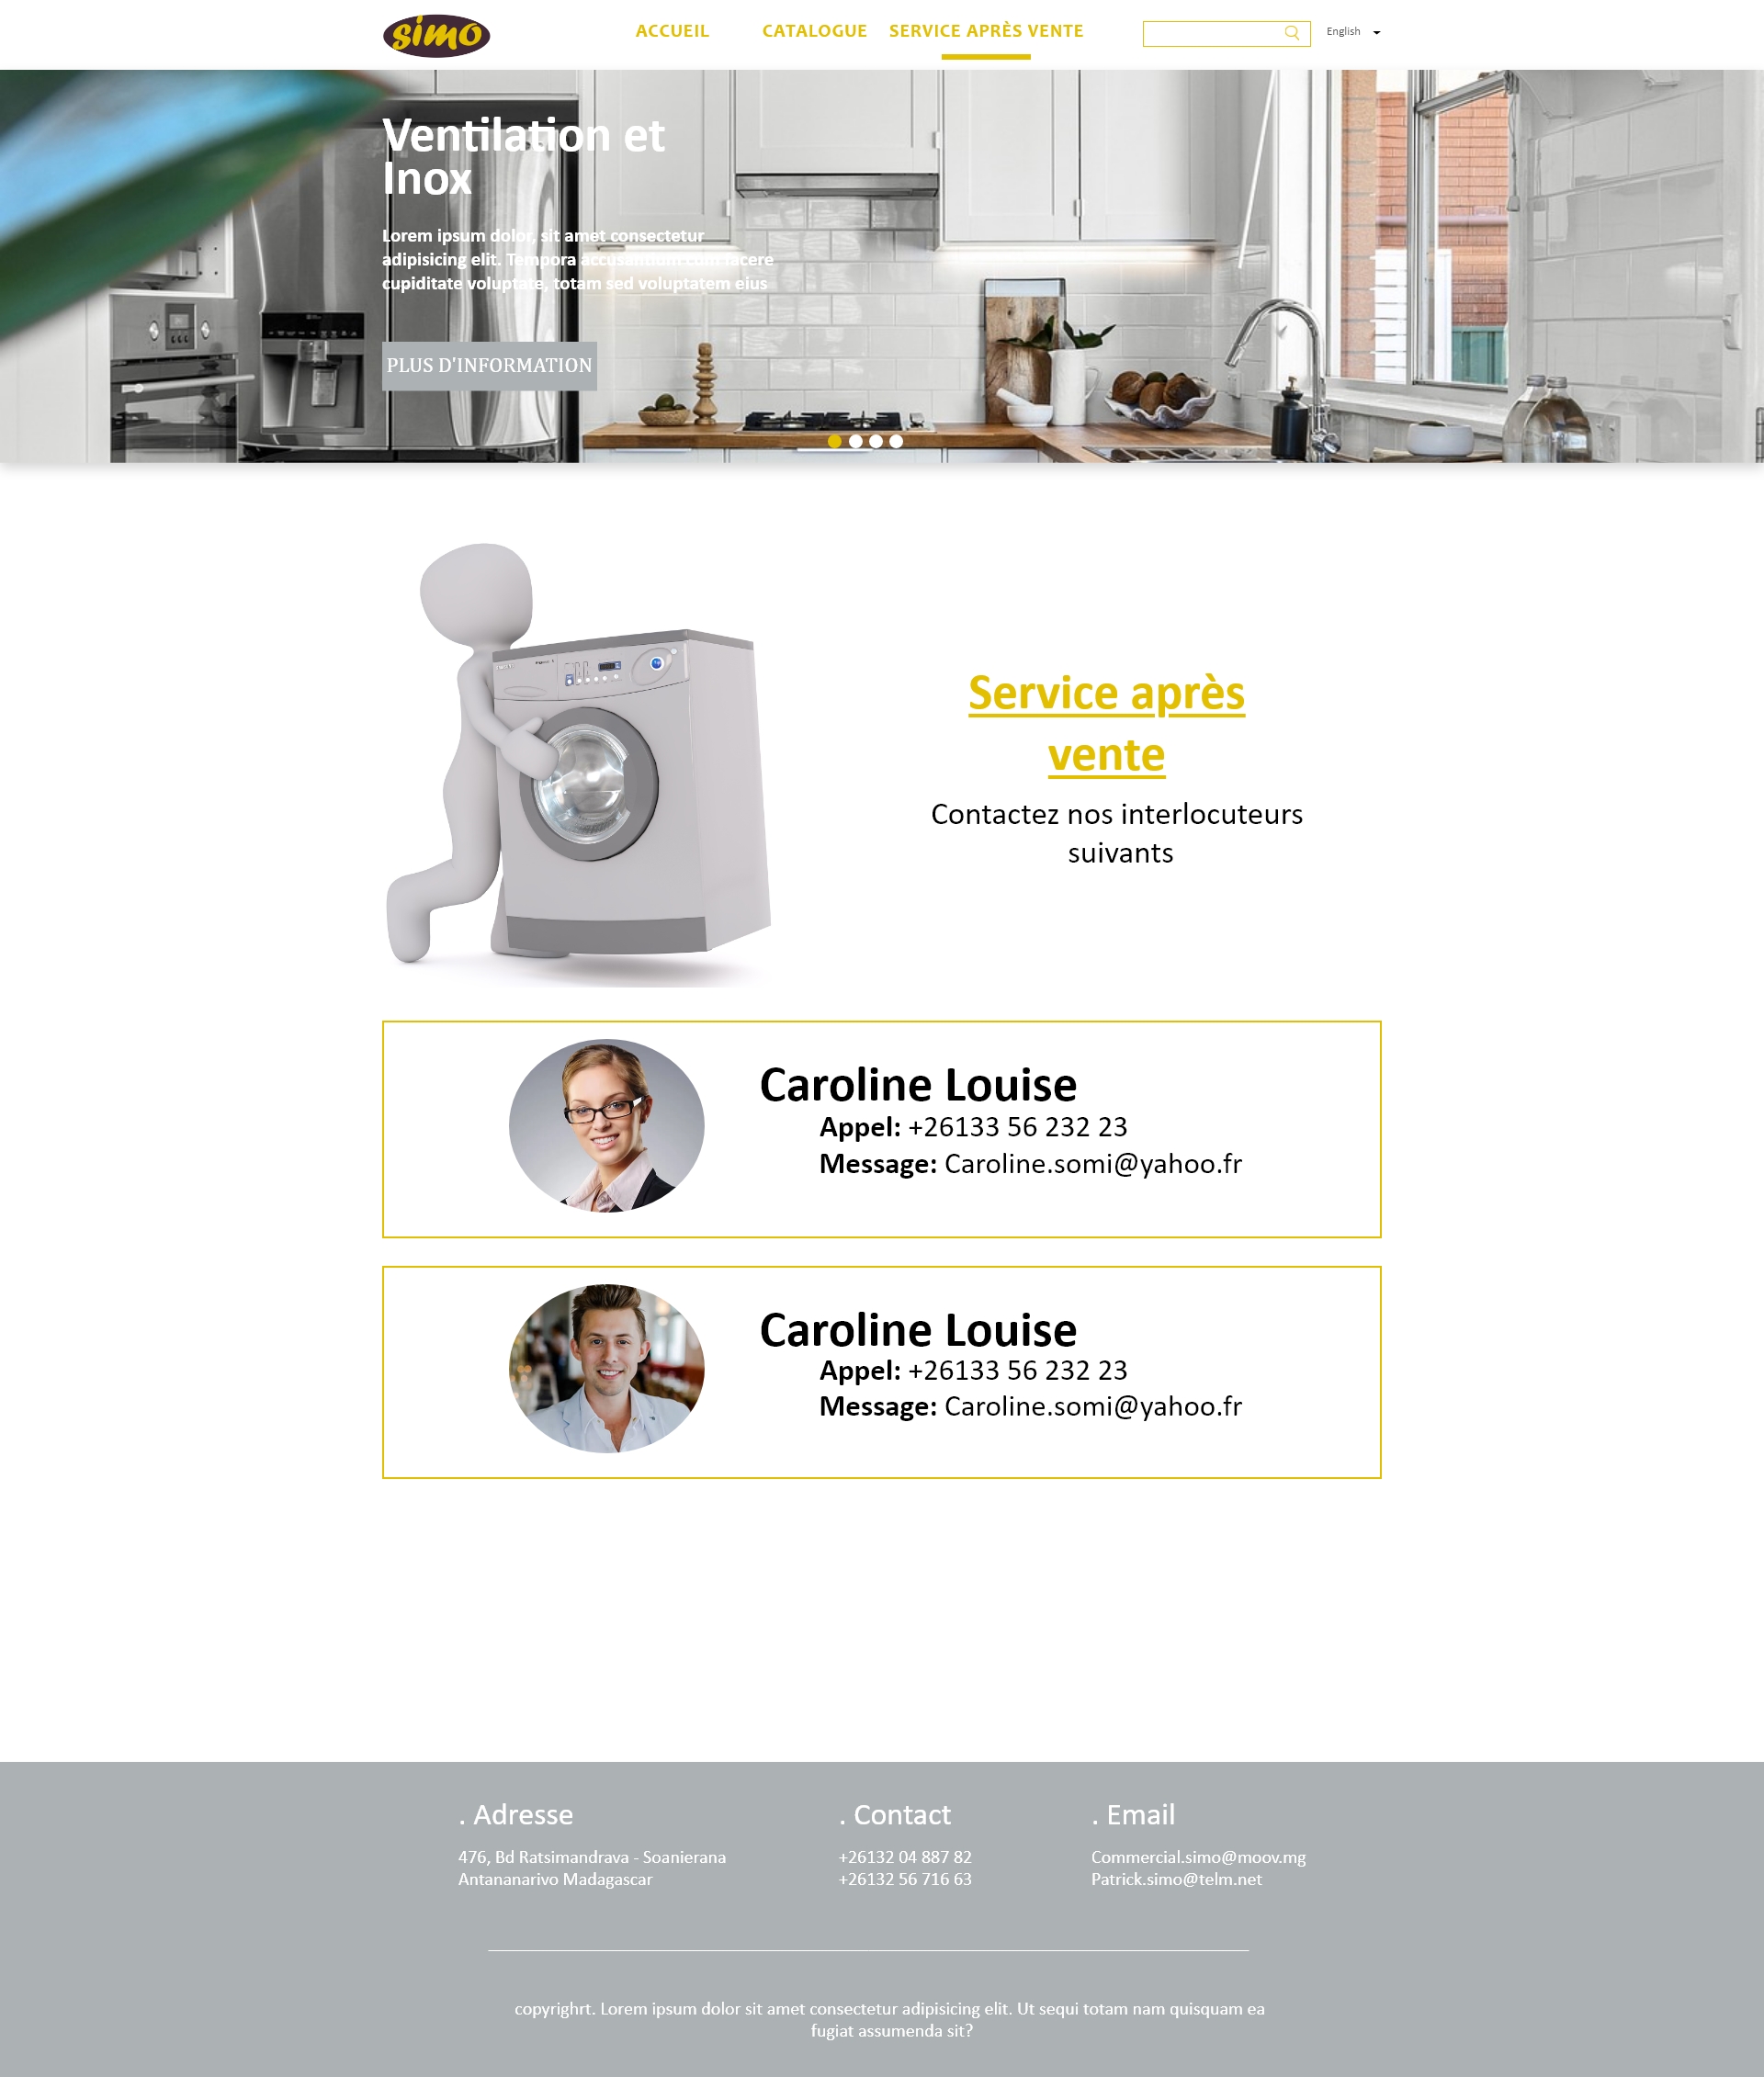 simo
ACCUEIL
CATALOGUE
SERVICE APRÈS VENTE
English
Ventilation et
Inox
Lorem ipsum dolor, sit amet consectetur
adipisicing elit. Tempora accusantium cum facere
cupiditate voluptate, totam sed voluptatem eius
PLUS D'INFORMATION
Service après
vente
Contactez nos interlocuteurs
suivants
Caroline Louise
Appel: +26133 56 232 23
Message: Caroline.somi@yahoo.fr
Caroline Louise
Appel: +26133 56 232 23
Message: Caroline.somi@yahoo.fr
. Adresse
476, Bd Ratsimandrava - Soanierana
Antananarivo Madagascar
. Contact
+26132 04 887 82
+26132 56 716 63
. Email
Commercial.simo@moov.mg
Patrick.simo@telm.net
copyrighrt. Lorem ipsum dolor sit amet consectetur adipisicing elit. Ut sequi totam nam quisquam ea
fugiat assumenda sit?